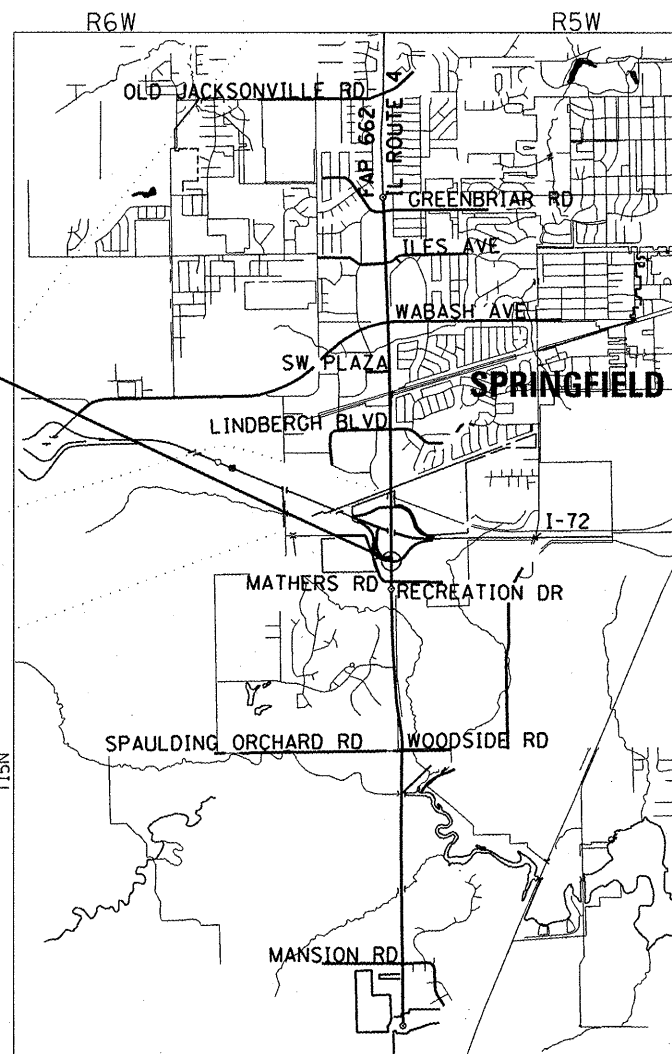 R6W
R5W
OLD JACKSONVILLE RD
FAP 662
IL ROUTE 4
GREENBRIAR RD
ILES AVE
WABASH AVE
SW PLAZA
SPRINGFIELD
LINDBERGH BLVD
I-72
MATHERS RD
RECREATION DR
SPAULDING ORCHARD RD
WOODSIDE RD
T15N
MANSION RD